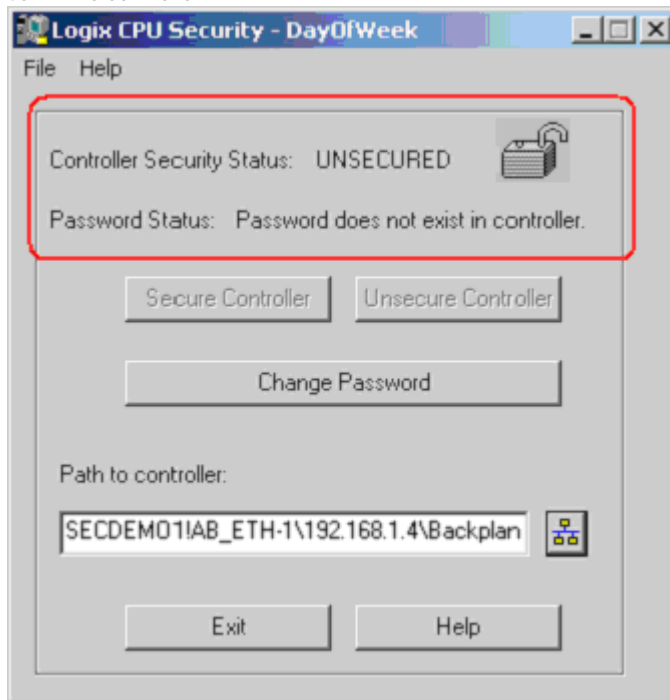 Logix CPU Security - DayOfWeek
File Help
Controller Security Status: UNSECURED
Password Status: Password does not exist in controller.
Secure Controller Unsecure Controller
Change Password
Path to controller:
SECDEMO1!AB_ETH-1\192.168.1.4\Backplan
Exit Help